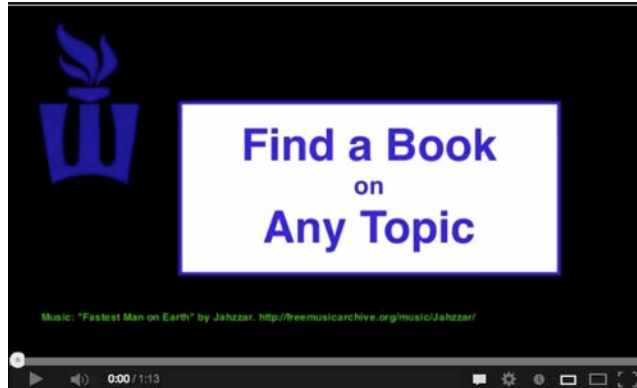 Find a Book
on
Any Topic
Music: "Fastest Man on Earth" by Jahzzar, http://freemusicarchive.org/music/Jahzzar/
0:00 / 1:13